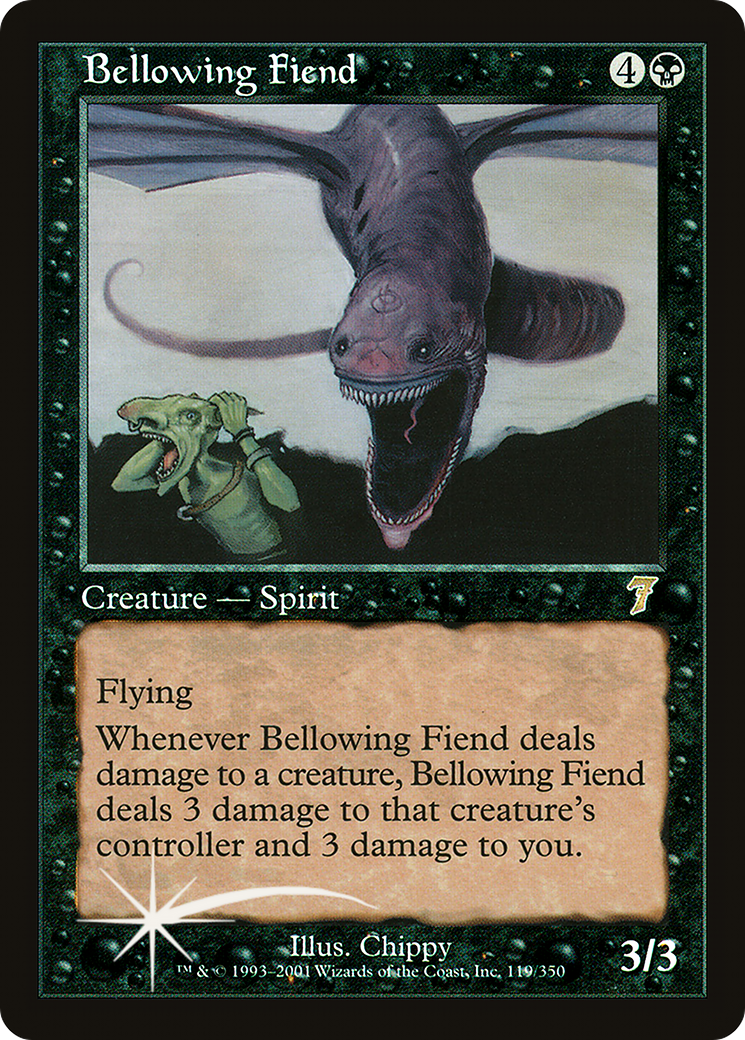 Bellowing Fiend
4
Creature — Spirit
7
Flying
Whenever Bellowing Fiend deals
damage to a creature, Bellowing Fiend
deals 3 damage to that creature's
controller and 3 damage to you.
Illus. Chippy
™ & © 1993–2001 Wizards of the Coast, Inc. 119/350
3/3